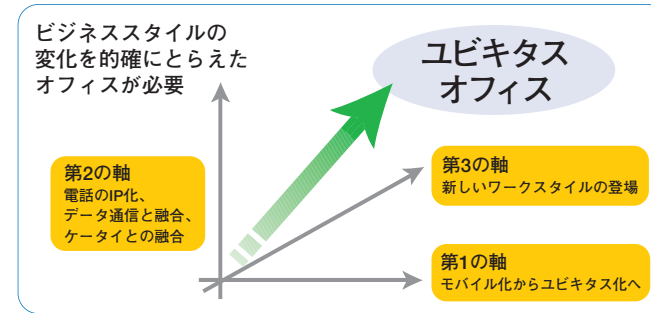 ビジネススタイルの
変化を的確にとらえた
オフィスが必要
ユビキタス
オフィス
第2の軸
電話のIP化、
データ通信と融合、
ケータイとの融合
第3の軸
新しいワークスタイルの登場
第1の軸
モバイル化からユビキタス化へ